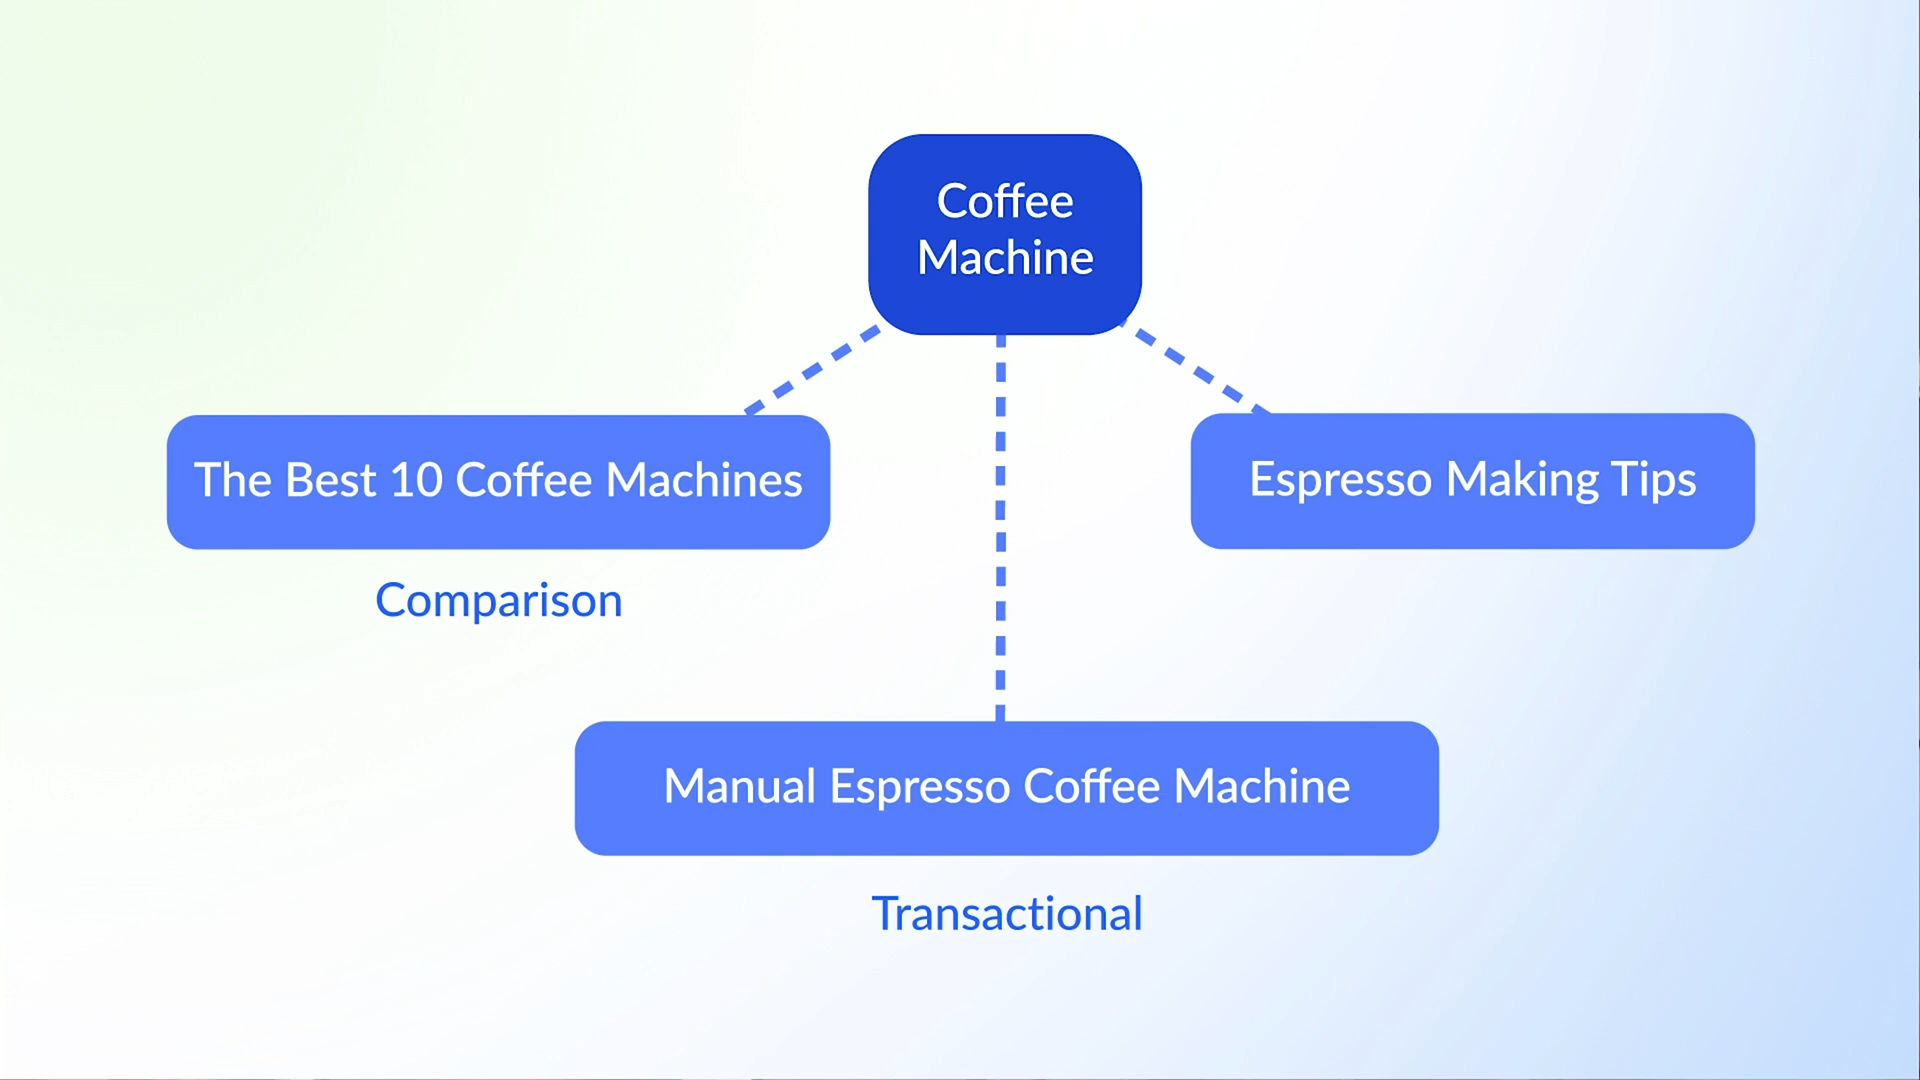 Coffee
Machine
The Best 10 Coffee Machines
Espresso Making Tips
Comparison
Manual Espresso Coffee Machine
Transactional